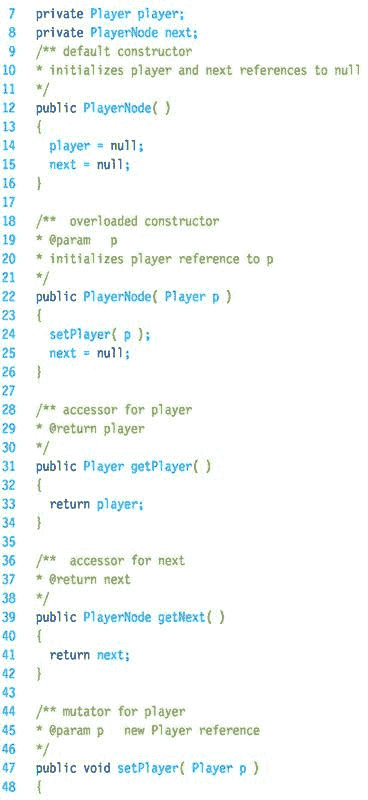 7 private Player player;
8 private PlayerNode next;
9 /** default constructor
10 * initializes player and next references to null
11 */
12 public PlayerNode( )
13 {
14 player = null;
15 next = null;
16 }
17
18 /** overloaded constructor
19 * @param p
20 * initializes player reference to p
21 */
22 public PlayerNode( Player p )
23 {
24 setPlayer( p );
25 next = null;
26 }
27
28 /** accessor for player
29 * @return player
30 */
31 public Player getPlayer( )
32 {
33 return player;
34 }
35
36 /** accessor for next
37 * @return next
38 */
39 public PlayerNode getNext( )
40 {
41 return next;
42 }
43
44 /** mutator for player
45 * @param p new Player reference
46 */
47 public void setPlayer( Player p )
48 {